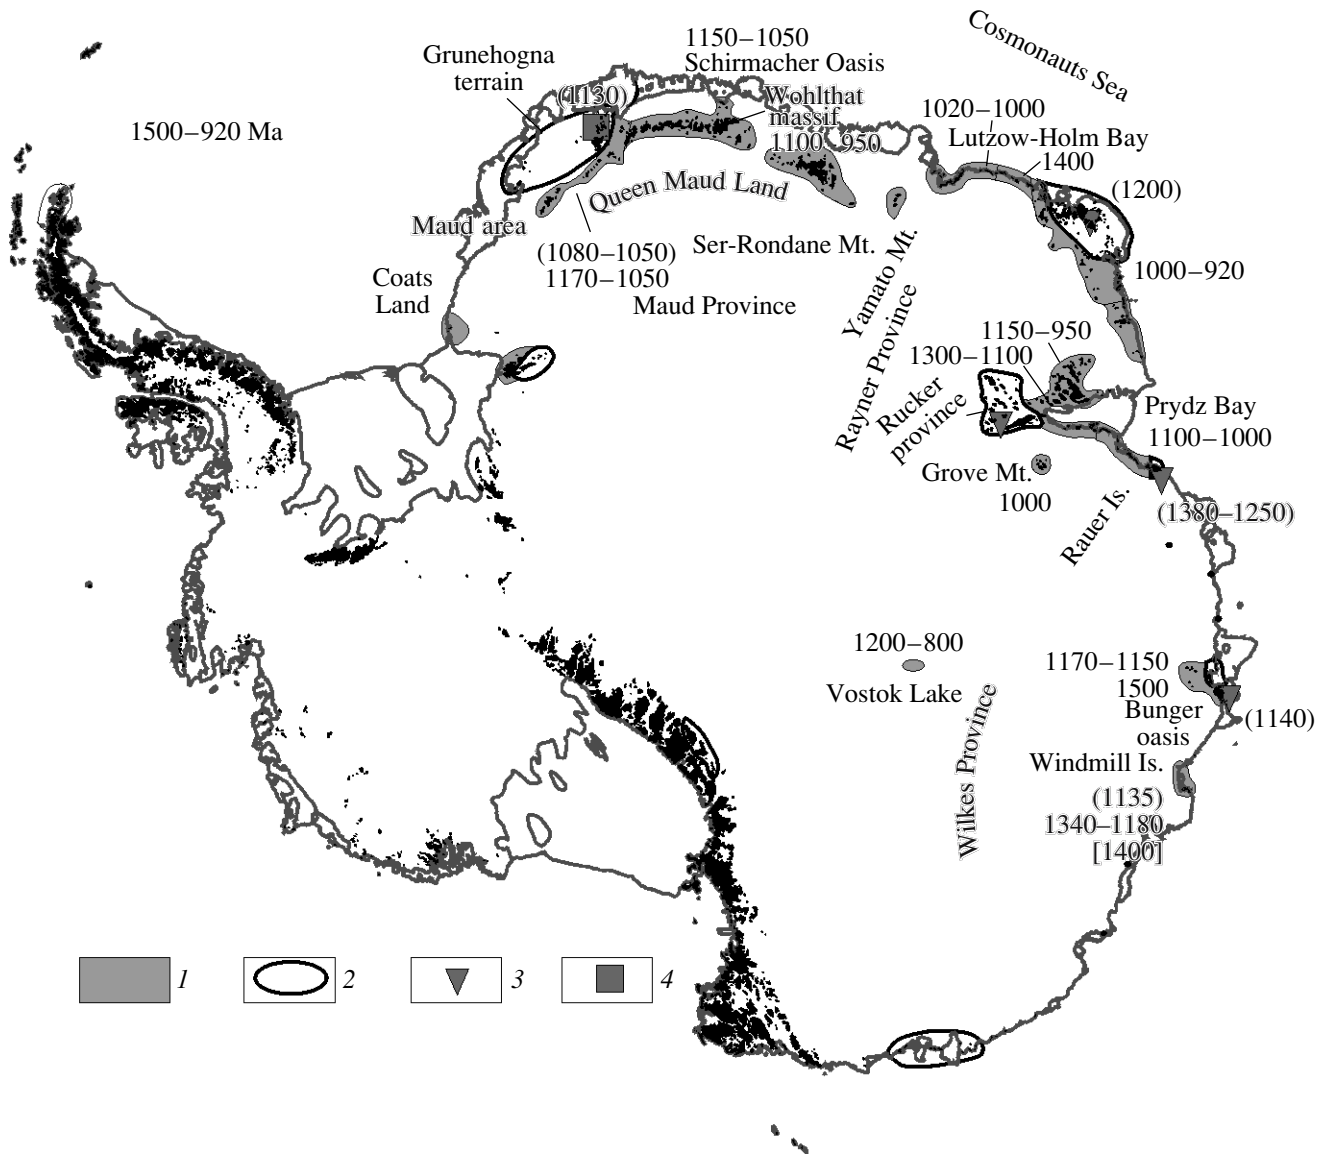 Cosmonauts Sea
1150–1050
Schirmacher Oasis
Grunehogna
terrain
(1130)
Wohlthat
massif
1100–950
1020–1000
Lutzow-Holm Bay
1400
1500–920 Ma
(1200)
Queen Maud Land
Maud area
(1080–1050)
1170–1050
Ser-Rondane Mt.
Yamato Mt.
1000–920
Coats
Land
Maud Province
Rayner Province
1150–950
1300–1100
Rucker
province
Prydz Bay
1100–1000
Grove Mt.
1000
Rauer Is.
(1380–1250)
1200–800
Vostok Lake
1170–1150
1500
Bunger
oasis
(1140)
Wilkes Province
Windmill Is.
(1135)
1340–1180
[1400]
1
2
3
4